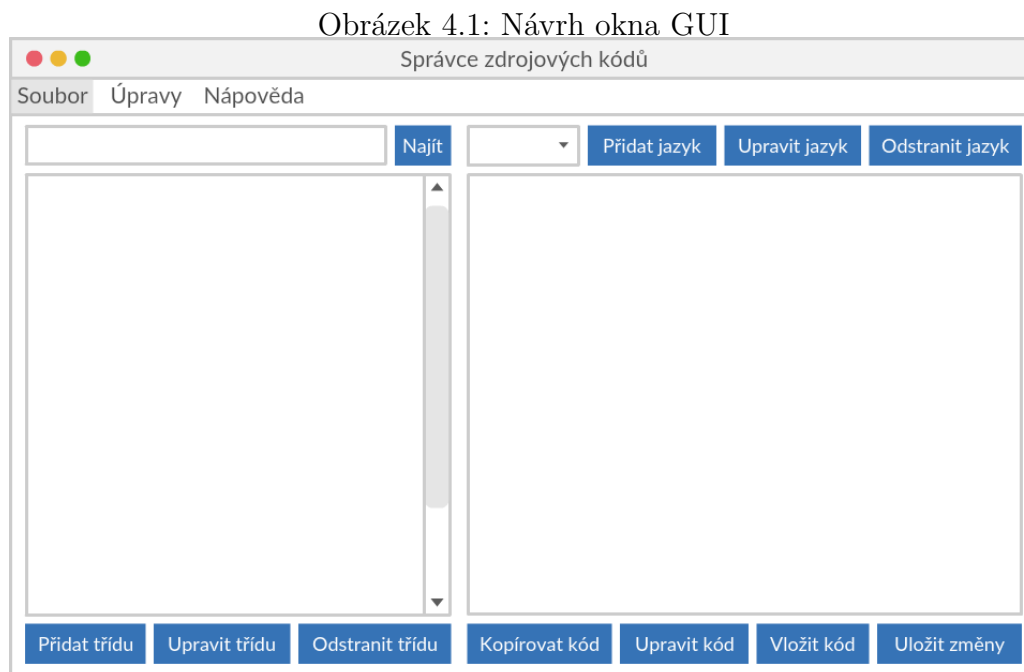 Obrázek 4.1: Návrh okna GUI
Správce zdrojových kódů
Soubor Úpravy Nápověda
Najít Přidat jazyk Upravit jazyk Odstranit jazyk
Přidat třídu Upravit třídu Odstranit třídu Kopírovat kód Upravit kód Vložit kód Uložit změny